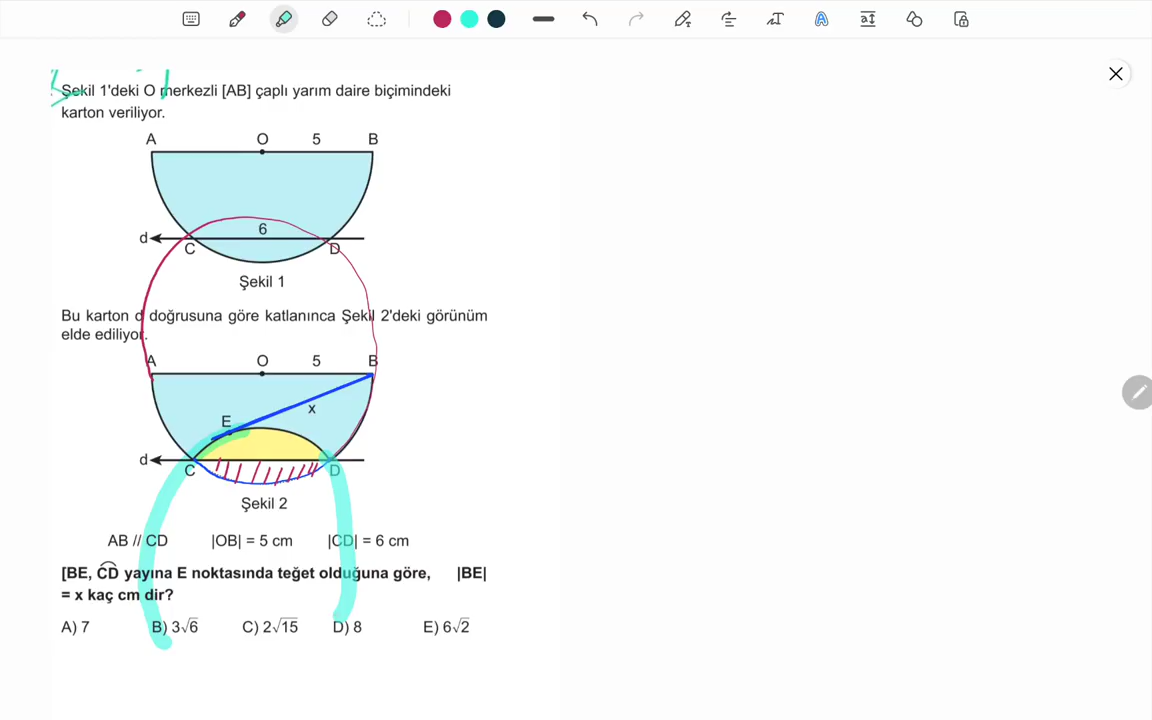 Şekil 1'deki O merkezli [AB] çaplı yarım daire biçimindeki
karton veriliyor.
A O 5 B
6
d C D
Şekil 1
Bu karton d doğrusuna göre katlanınca Şekil 2'deki görünüm
elde ediliyor.
A O 5 B
x
E
d C D
Şekil 2
AB // CD |OB| = 5 cm |CD| = 6 cm
[BE, CD yayına E noktasında teğet olduğuna göre, |BE|
= x kaç cm dir?
A) 7 B) 3√6 C) 2√15 D) 8 E) 6√2